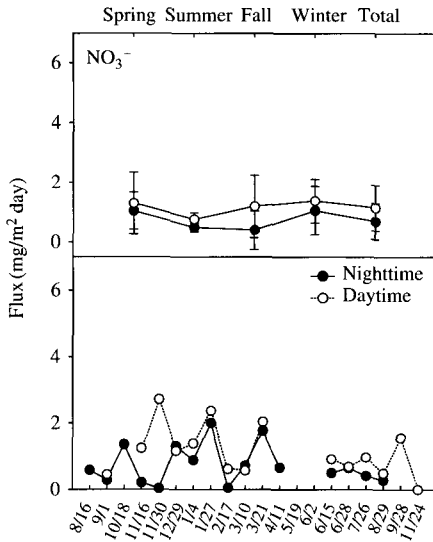 Spring Summer Fall Winter Total
NO₃⁻
6
4
2
0
Flux (mg/m² day)
Nighttime
Daytime
6
4
2
0
8/16 9/1 10/18 11/16 11/30 12/29 1/4 1/27 2/17 3/10 3/21 4/11 5/19 6/2 6/15 6/28 7/26 8/29 9/28 11/24